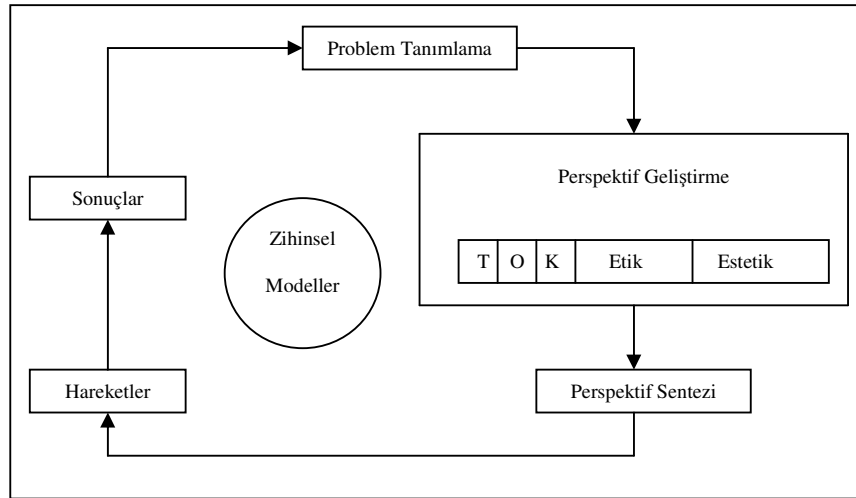 Problem Tanımlama
Perspektif Geliştirme
Sonuçlar
Zihinsel
Modeller
T O K Etik Estetik
Hareketler
Perspektif Sentezi